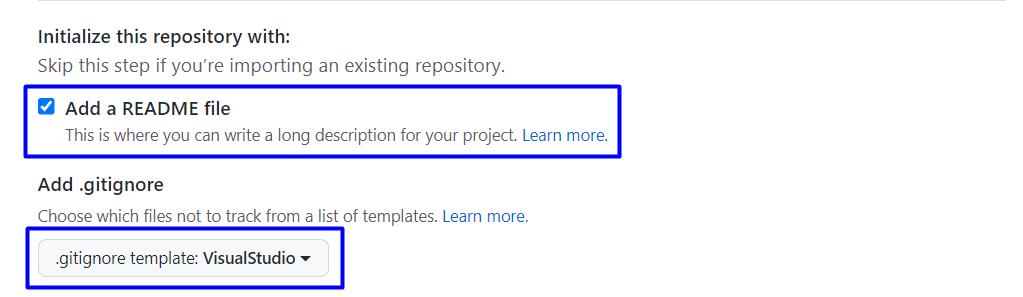 Initialize this repository with:
Skip this step if you’re importing an existing repository.
Add a README file
This is where you can write a long description for your project. Learn more.
Add .gitignore
Choose which files not to track from a list of templates. Learn more.
.gitignore template: VisualStudio